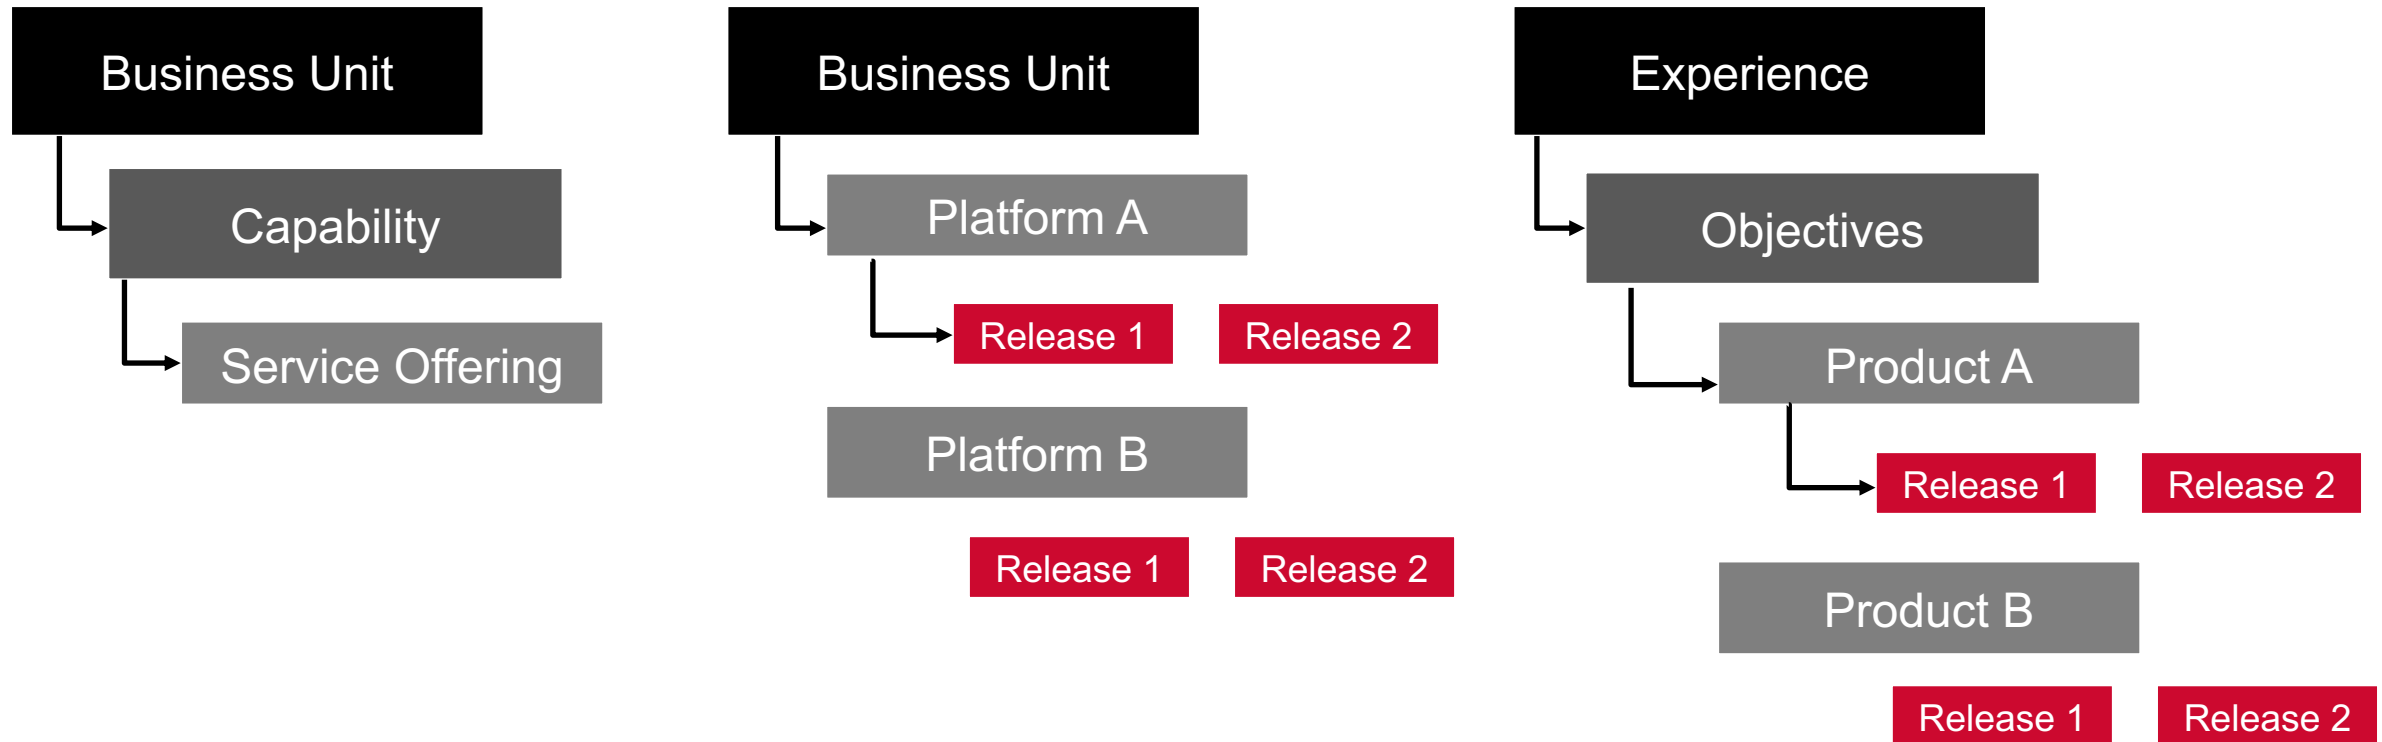 Business Unit
Capability
Service Offering
Business Unit
Platform A
Release 1
Release 2
Platform B
Release 1
Release 2
Experience
Objectives
Product A
Release 1
Release 2
Product B
Release 1
Release 2